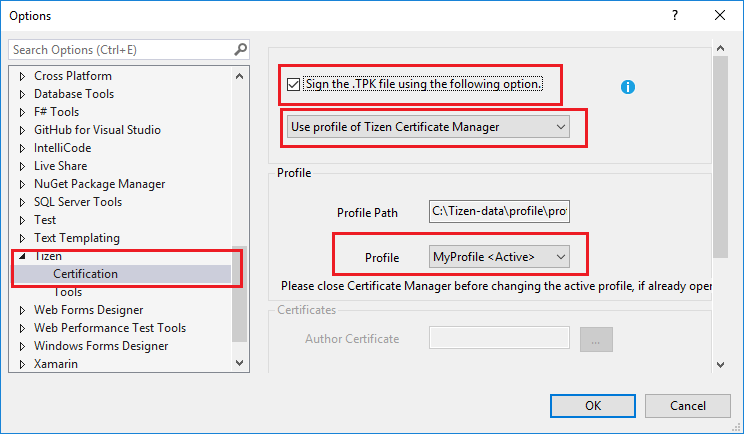 Options
Search Options (Ctrl+E)
Cross Platform
Database Tools
F# Tools
GitHub for Visual Studio
IntelliCode
Live Share
NuGet Package Manager
SQL Server Tools
Test
Text Templating
Tizen
Certification
Tools
Web Forms Designer
Web Performance Test Tools
Windows Forms Designer
Xamarin
Sign the .TPK file using the following option.
Use profile of Tizen Certificate Manager
Profile
Profile Path C:\Tizen-data\profile\prof
Profile MyProfile <Active>
Please close Certificate Manager before changing the active profile, if already oper
Certificates
Author Certificate ...
OK Cancel